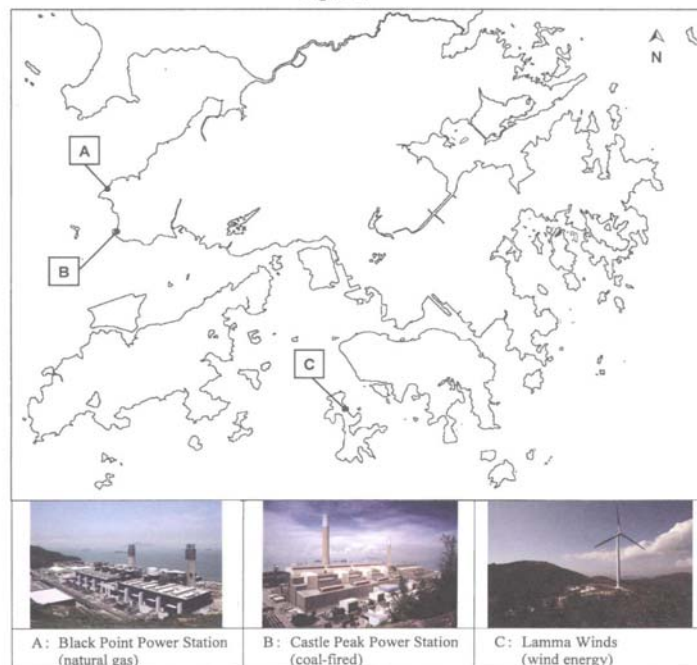 N
A
B
C
A: Black Point Power Station
(natural gas)
B: Castle Peak Power Station
(coal-fired)
C: Lamma Winds
(wind energy)